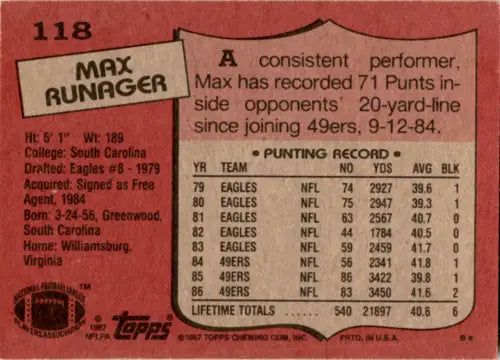 118
MAX
RUNAGER
Ht: 6' 1" Wt: 189
College: South Carolina
Drafted: Eagles #8 - 1979
Acquired: Signed as Free
Agent, 1984
Born: 3-24-56, Greenwood,
South Carolina
Home: Williamsburg,
Virginia
NATIONAL FOOTBALL LEAGUE
PLAYERS ASSOCIATION
TM
© 1987
NFLPA
Topps
A consistent performer,
Max has recorded 71 Punts in-
side opponents' 20-yard-line
since joining 49ers, 9-12-84.
• PUNTING RECORD •
YR TEAM NO YDS AVG BLK
79 EAGLES NFL 74 2927 39.6 1
80 EAGLES NFL 75 2947 39.3 1
81 EAGLES NFL 63 2567 40.7 0
82 EAGLES NFL 44 1784 40.5 0
83 EAGLES NFL 59 2459 41.7 0
84 49ERS NFL 56 2341 41.8 1
85 49ERS NFL 86 3422 39.8 1
86 49ERS NFL 83 3450 41.6 2
LIFETIME TOTALS ...... 540 21897 40.6 6
©1987 TOPPS CHEWING GUM, INC. PRTD. IN U.S.A. B*